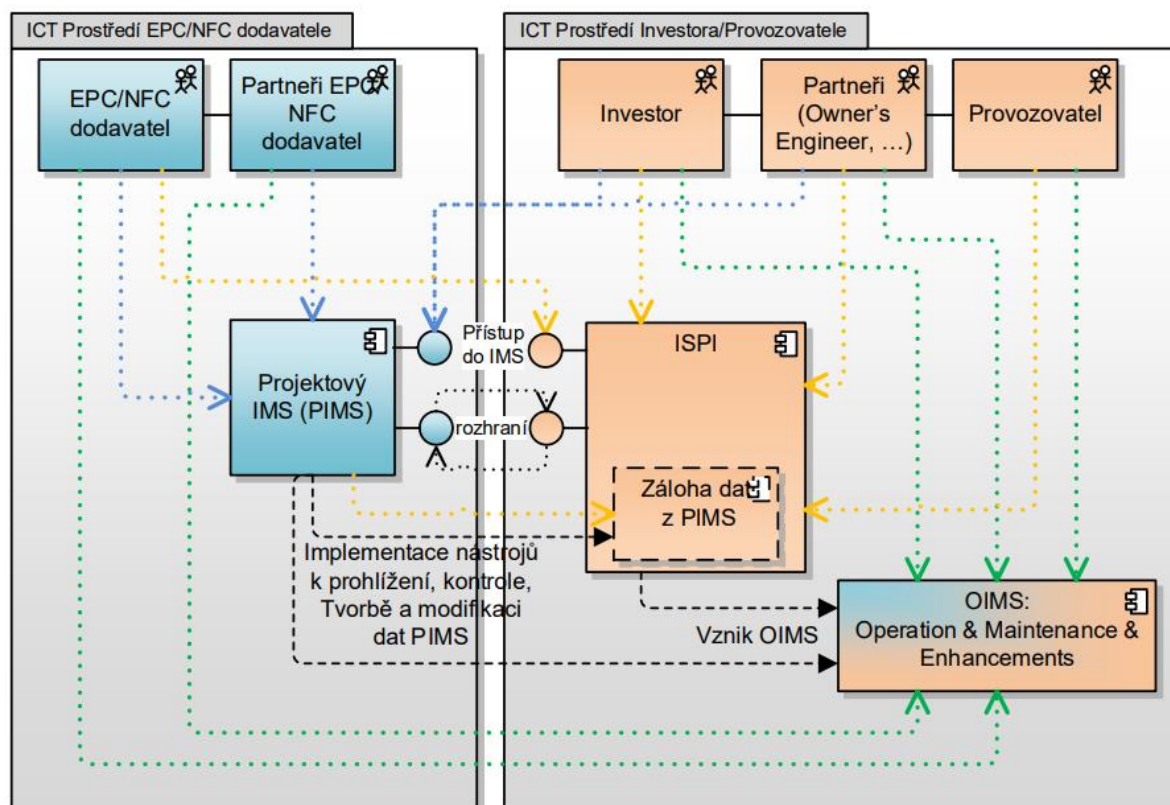 ICT Prostředí EPC/NFC dodavatele
ICT Prostředí Investora/Provozovatele
EPC/NFC
dodavatel
Partneři EPC/
NFC
dodavatel
Investor
Partneři
(Owner's
Engineer, …)
Provozovatel
Projektový
IMS (PIMS)
Přístup
do IMS
rozhraní
ISPI
Záloha dat
z PIMS
Implementace nástrojů
k prohlížení, kontrole,
Tvorbě a modifikaci
dat PIMS
Vznik OIMS
OIMS:
Operation & Maintenance &
Enhancements